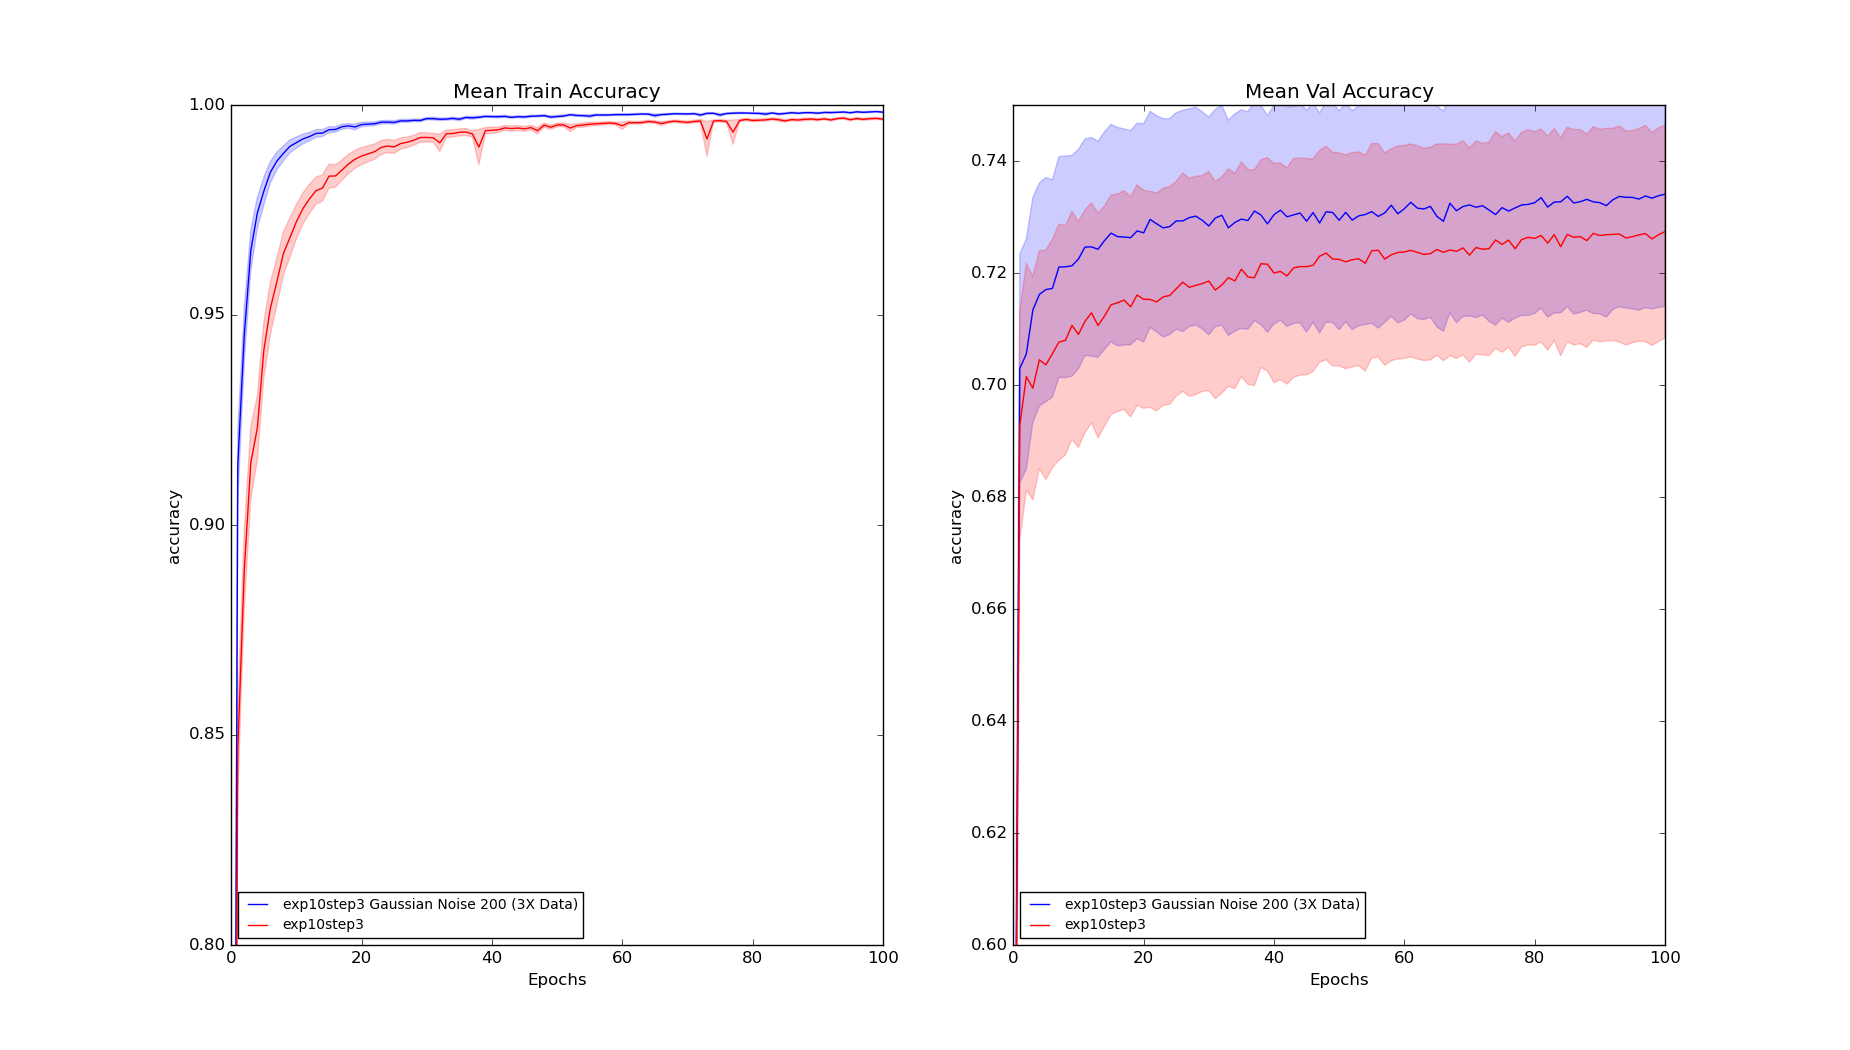 Mean Train Accuracy
1.00
0.95
0.90
0.85
0.80
accuracy
exp10step3 Gaussian Noise 200 (3X Data)
exp10step3
0 20 40 60 80 100
Epochs
Mean Val Accuracy
0.74
0.72
0.70
0.68
0.66
0.64
0.62
0.60
accuracy
exp10step3 Gaussian Noise 200 (3X Data)
exp10step3
0 20 40 60 80 100
Epochs